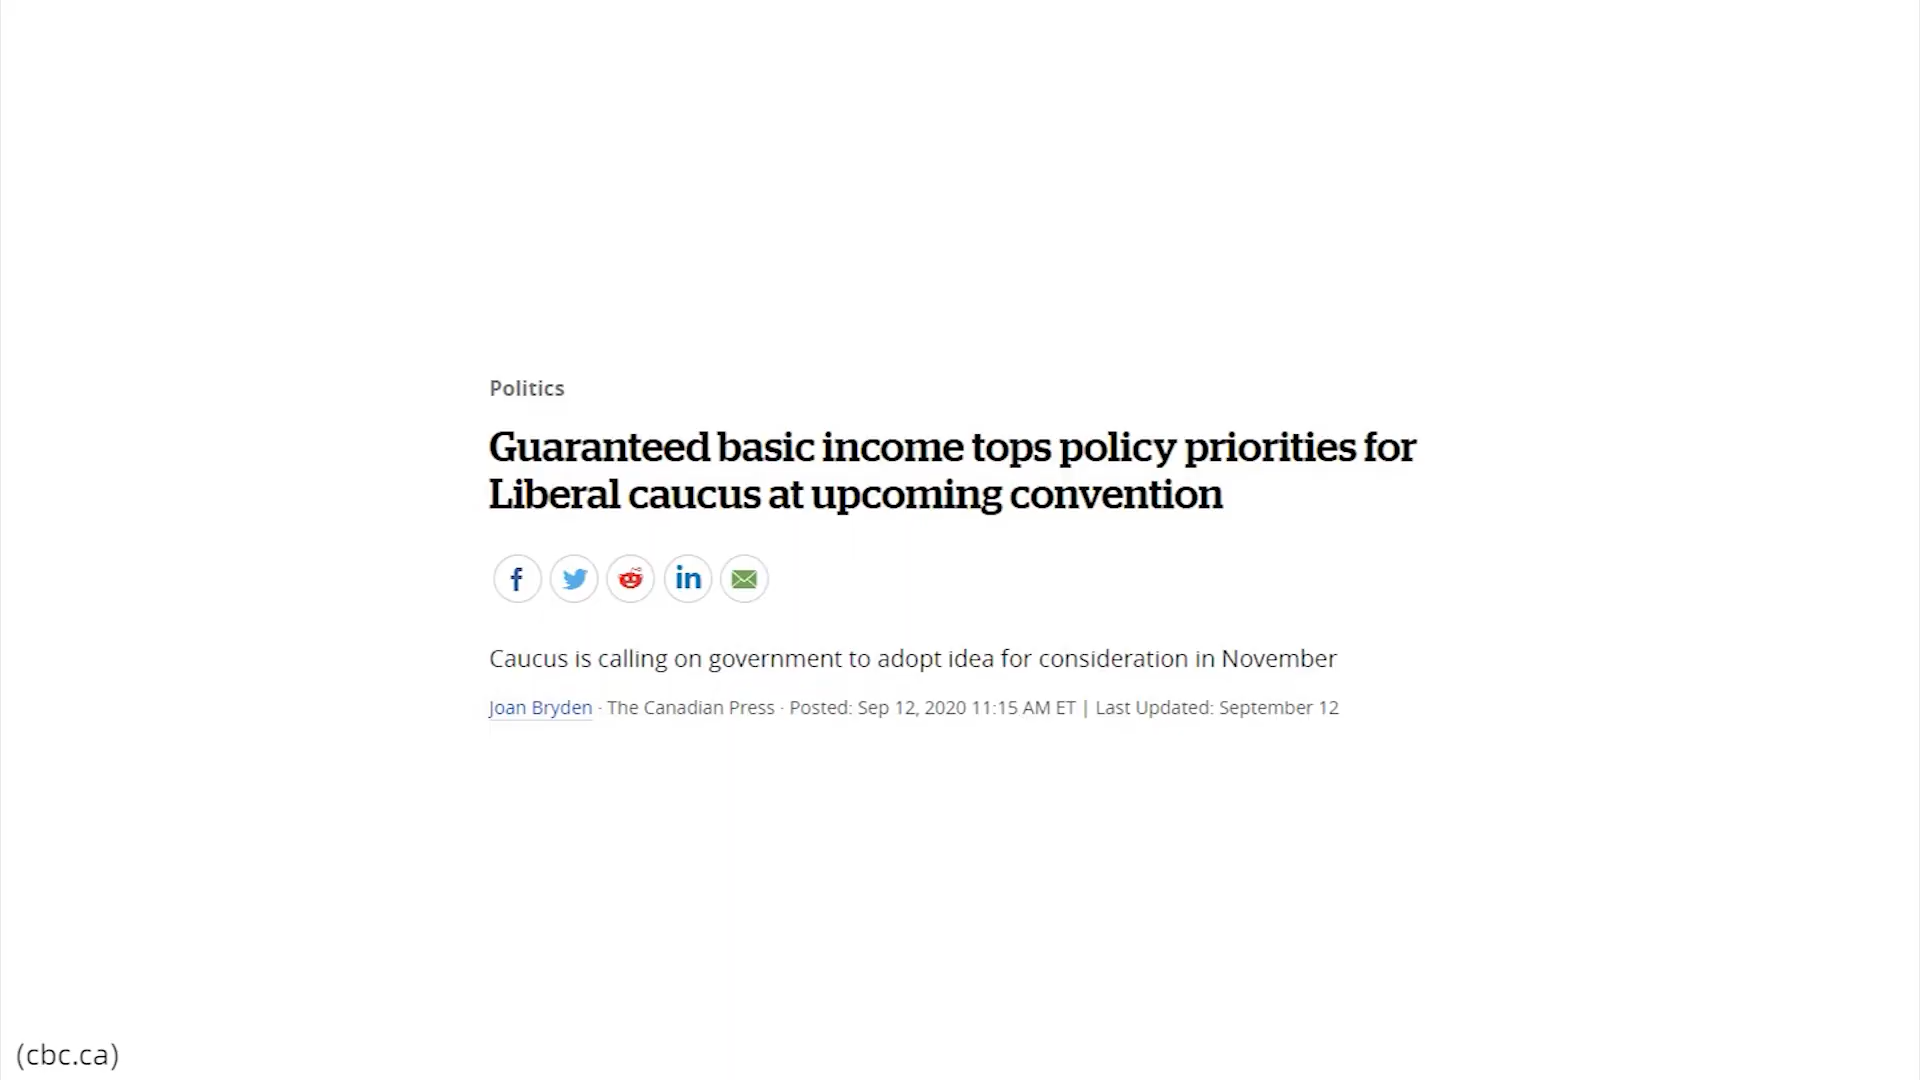 Politics
Guaranteed basic income tops policy priorities for
Liberal caucus at upcoming convention
f
in
Caucus is calling on government to adopt idea for consideration in November
Joan Bryden · The Canadian Press · Posted: Sep 12, 2020 11:15 AM ET | Last Updated: September 12
(cbc.ca)